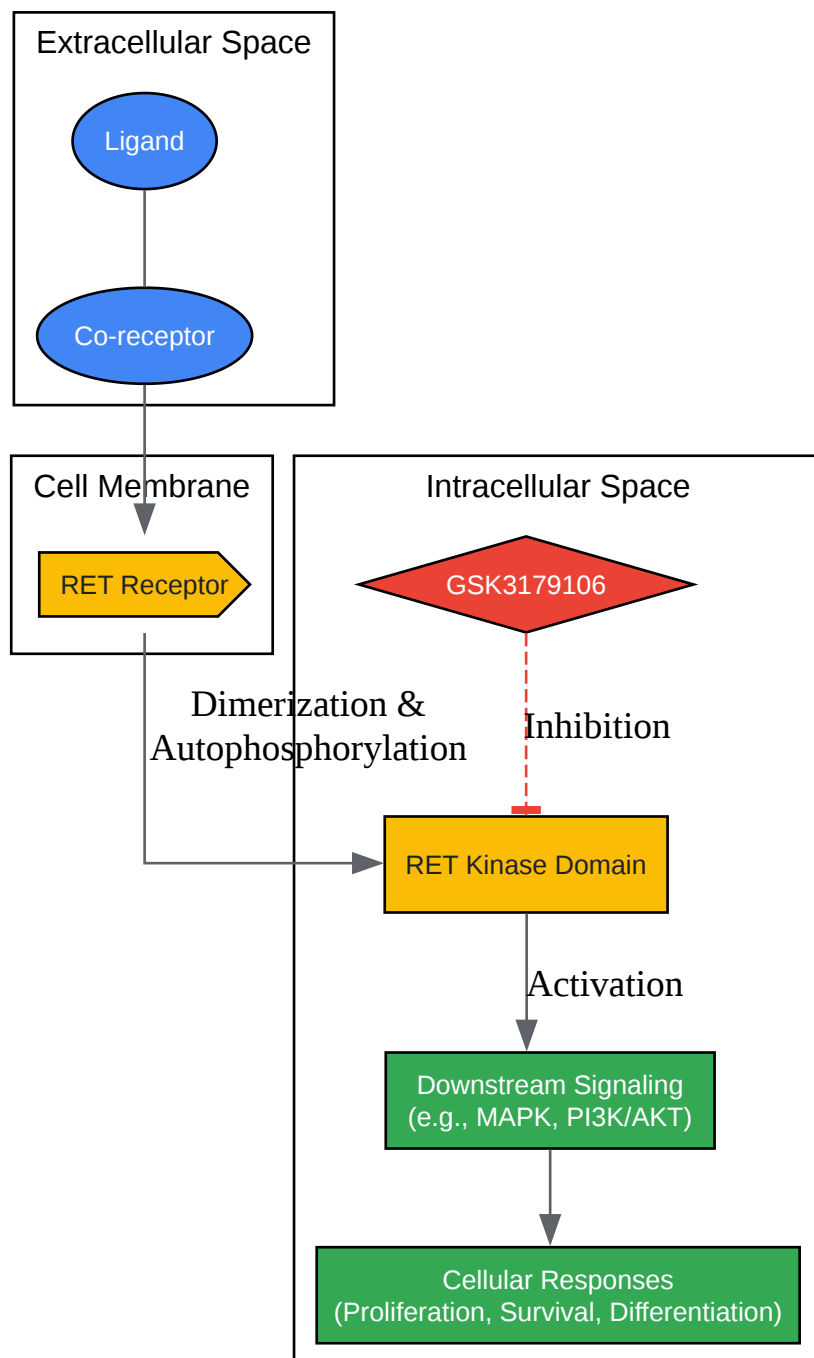 Extracellular Space
Ligand
Co-receptor
Cell Membrane
RET Receptor
Intracellular Space
GSK3179106
Dimerization &
Autophosphorylation
Inhibition
RET Kinase Domain
Activation
Downstream Signaling
(e.g., MAPK, PI3K/AKT)
Cellular Responses
(Proliferation, Survival, Differentiation)